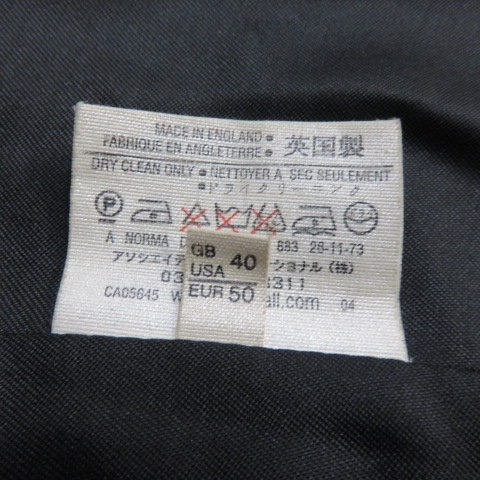 MADE IN ENGLAND •
FABRIQUE EN ANGLETERRE • 英国製
DRY CLEAN ONLY • NETTOYER A SEC SEULEMENT
• ドライクリーニング
P
A NORMA 683 28-11-73
アソシエイテ ショナル (株)
03 3311
CA05645 W all.com 04
GB 40
USA
EUR 50